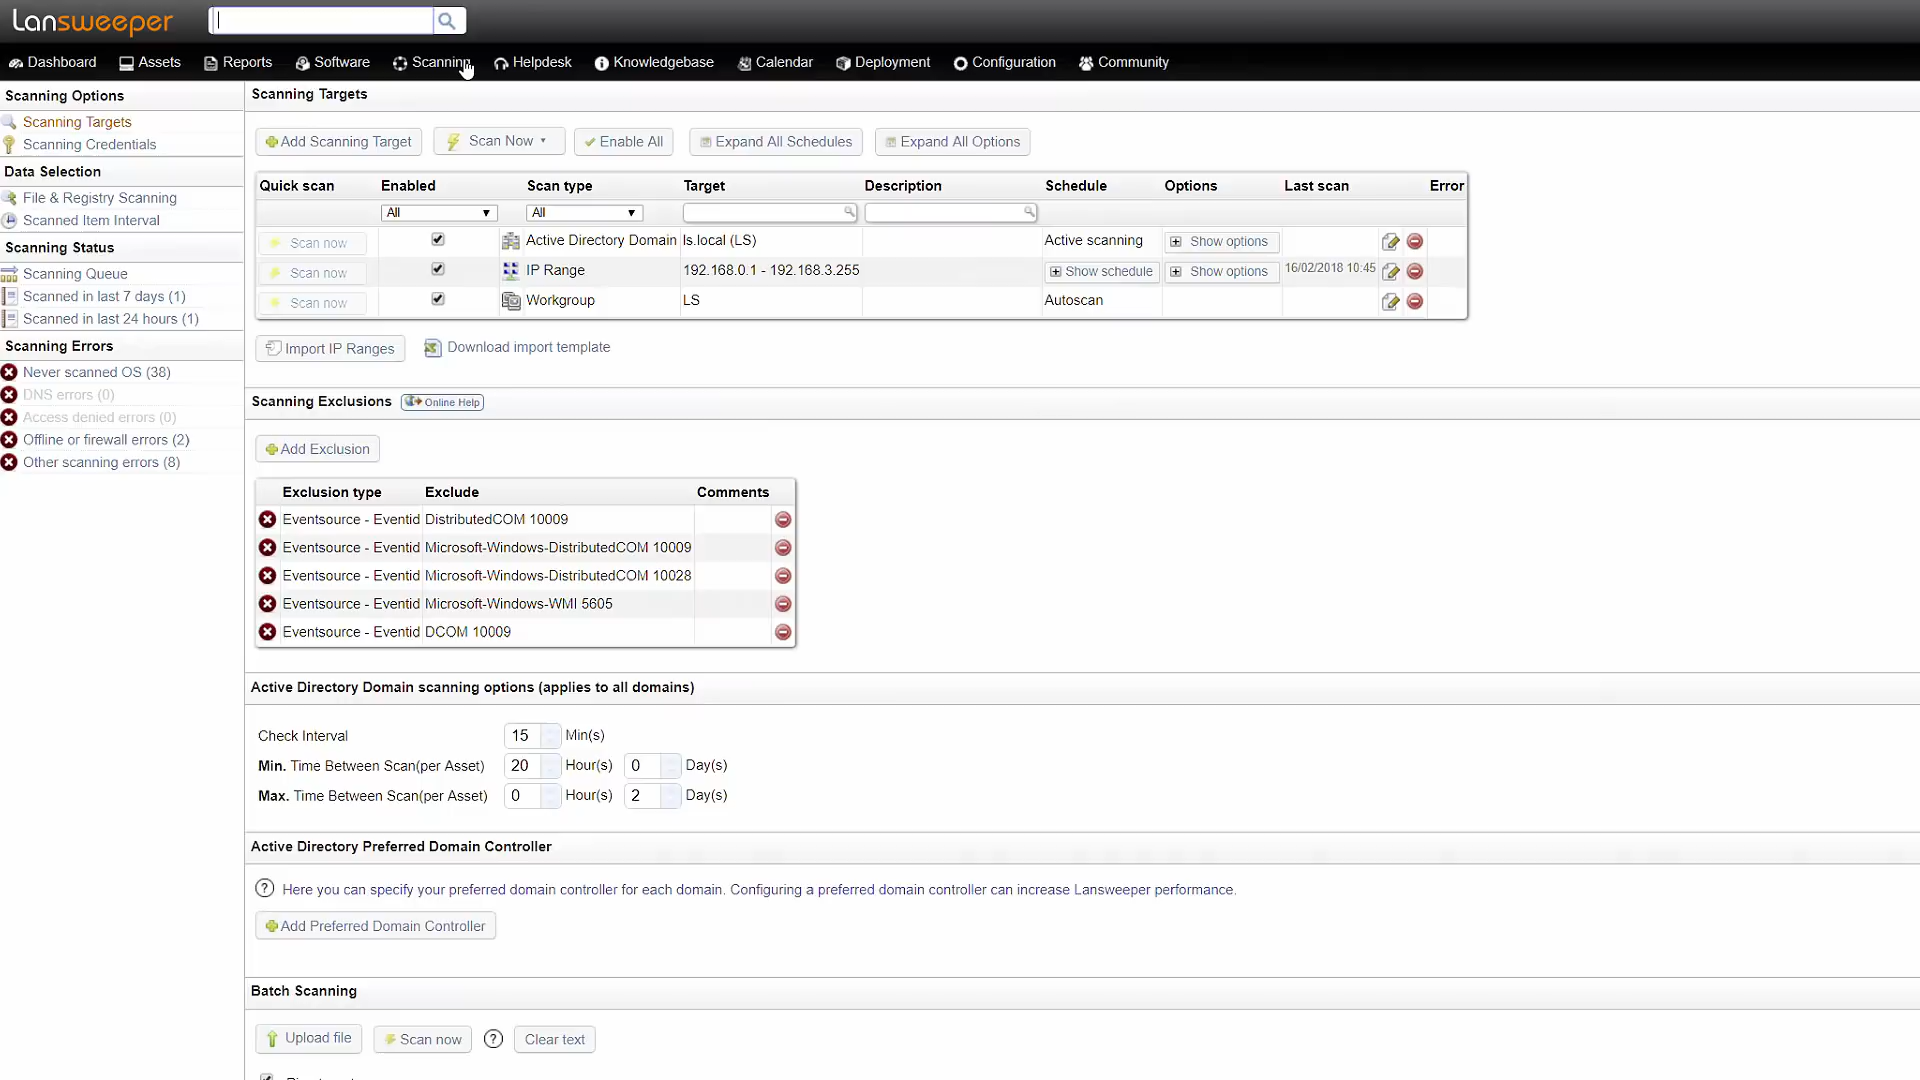 Lansweeper
Dashboard Assets Reports Software Scanning Helpdesk Knowledgebase Calendar Deployment Configuration Community
Scanning Options
Scanning Targets
Scanning Credentials
Data Selection
File & Registry Scanning
Scanned Item Interval
Scanning Status
Scanning Queue
Scanned in last 7 days (1)
Scanned in last 24 hours (1)
Scanning Errors
Never scanned OS (38)
DNS errors (0)
Access denied errors (0)
Offline or firewall errors (2)
Other scanning errors (8)
Scanning Targets
Add Scanning Target Scan Now Enable All Expand All Schedules Expand All Options
Quick scan Enabled Scan type Target Description Schedule Options Last scan Error
All All
Scan now Active Directory Domain ls.local (LS) Active scanning Show options
Scan now IP Range 192.168.0.1 - 192.168.3.255 Show schedule Show options 16/02/2018 10:45
Scan now Workgroup LS Autoscan
Import IP Ranges Download import template
Scanning Exclusions Online Help
Add Exclusion
Exclusion type Exclude Comments
Eventsource - Eventid DistributedCOM 10009
Eventsource - Eventid Microsoft-Windows-DistributedCOM 10009
Eventsource - Eventid Microsoft-Windows-DistributedCOM 10028
Eventsource - Eventid Microsoft-Windows-WMI 5605
Eventsource - Eventid DCOM 10009
Active Directory Domain scanning options (applies to all domains)
Check Interval 15 Min(s)
Min. Time Between Scan(per Asset) 20 Hour(s) 0 Day(s)
Max. Time Between Scan(per Asset) 0 Hour(s) 2 Day(s)
Active Directory Preferred Domain Controller
Here you can specify your preferred domain controller for each domain. Configuring a preferred domain controller can increase Lansweeper performance.
Add Preferred Domain Controller
Batch Scanning
Upload file Scan now Clear text